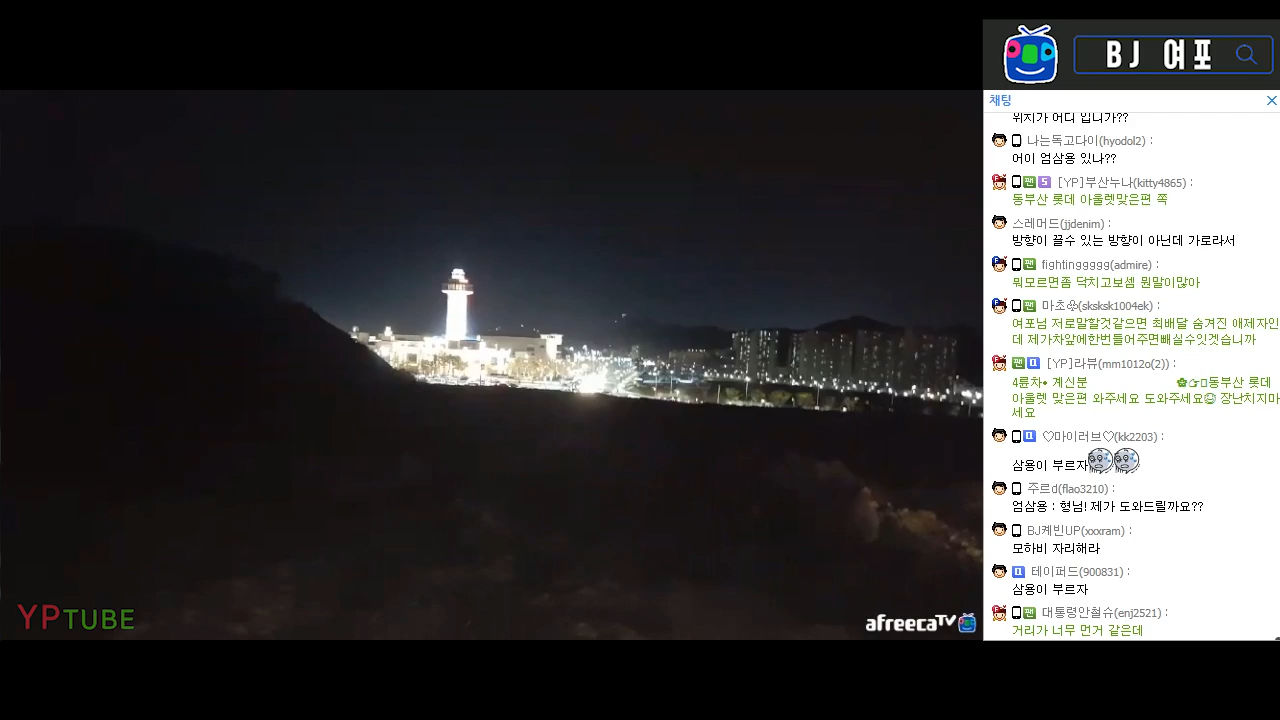 BJ 여포
채팅
위치가 어디 입니까??
나는독고다이(hyodol2) :
어이 엄삼용 있나??
팬 S [YP]부산누나(kitty4865) :
동부산 롯데 아울렛맞은편 쪽
스레머드(jjdenim) :
방향이 끌수 있는 방향이 아닌데 가로라서
팬 fightinggggg(admire) :
뭐모르면좀 닥치고보셈 뭔말이많아
팬 마초♧(sksksk1004ek) :
여포님 저로말할것같으면 최배달 숨겨진 애제자인
데 제가차앞에한번들어주면빼실수잇겟습니까
팬 [YP]라뷰(mm1012o(2)) :
4륜차• 계신분 ✿☞동부산 롯데
아울렛 맞은편 와주세요 도와주세요 장난치지마
세요
♡마이러브♡(kk2203) :
삼용이 부르자
주르d(flao3210) :
엄삼용 : 형님! 제가 도와드릴까요??
BJ케빈UP(xxxram) :
모하비 자리해라
테이퍼드(900831) :
삼용이 부르자
팬 대통령안철슈(enj2521) :
거리가 너무 먼거 같은데
YPTUBE
afreecaTV